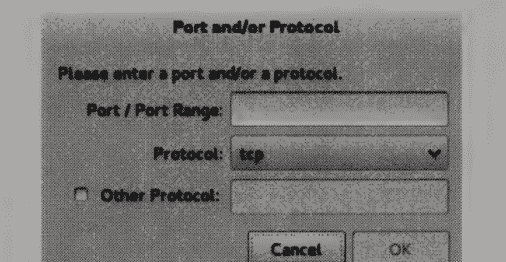 Port and/or Protocol
Please enter a port and/or a protocol.
Port / Port Range:
Protocol: tcp
Other Protocol:
Cancel OK